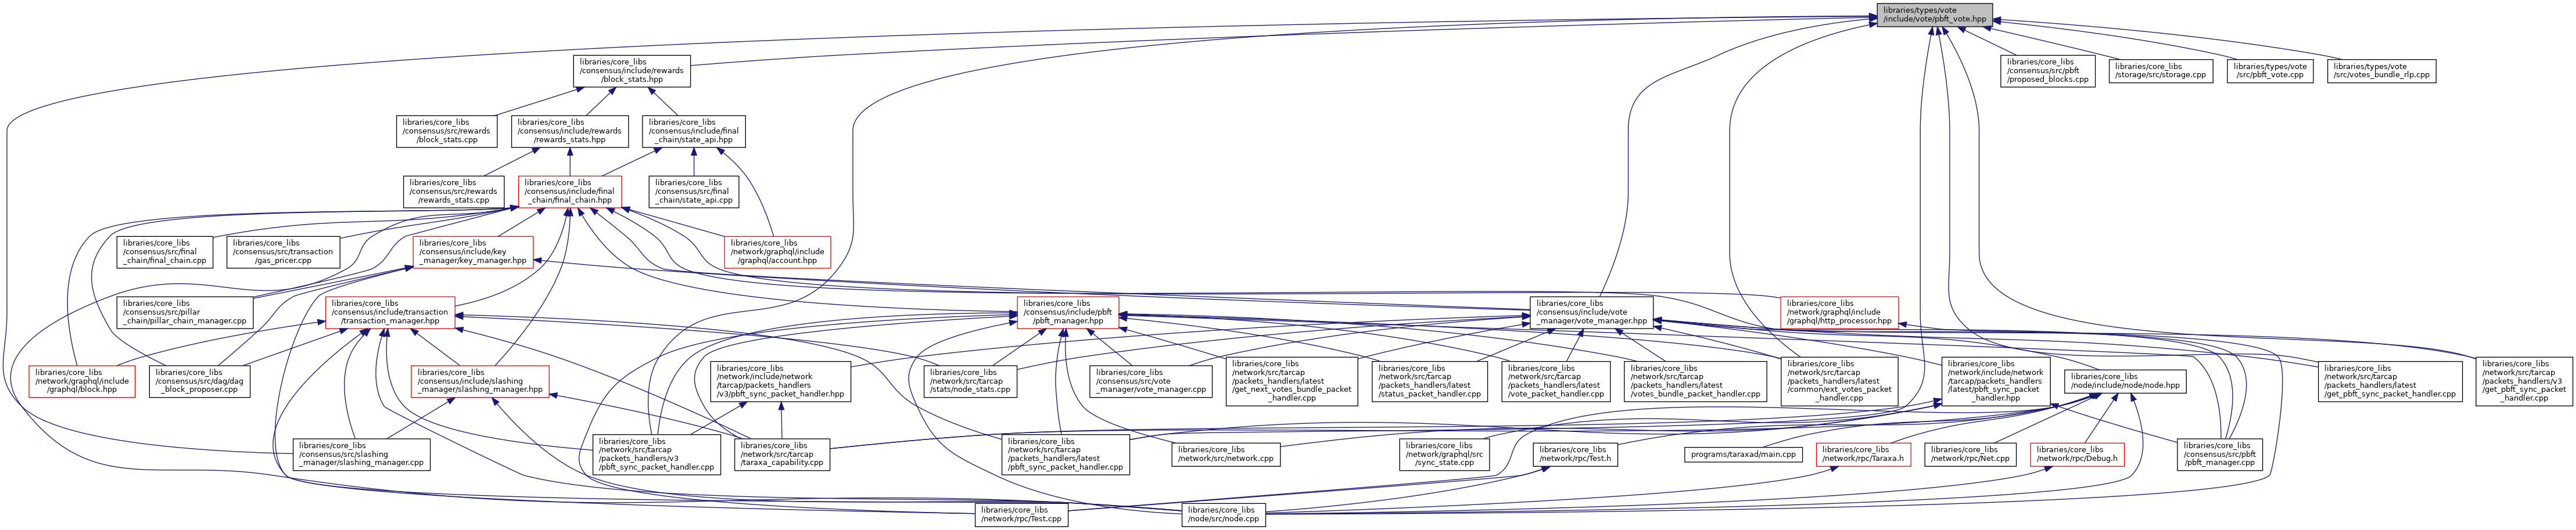 libraries/types/vote
/include/vote/pbft_vote.hpp
libraries/core_libs
/consensus/include/rewards
/block_stats.hpp
libraries/core_libs
/consensus/src/pbft
/proposed_blocks.cpp
libraries/core_libs
/storage/src/storage.cpp
libraries/types/vote
/src/pbft_vote.cpp
libraries/types/vote
/src/votes_bundle_rlp.cpp
libraries/core_libs
/consensus/src/rewards
/block_stats.cpp
libraries/core_libs
/consensus/include/rewards
/rewards_stats.hpp
libraries/core_libs
/consensus/include/final
_chain/state_api.hpp
libraries/core_libs
/consensus/src/rewards
/rewards_stats.cpp
libraries/core_libs
/consensus/include/final
_chain/final_chain.hpp
libraries/core_libs
/consensus/src/final
_chain/state_api.cpp
libraries/core_libs
/consensus/src/final
_chain/final_chain.cpp
libraries/core_libs
/consensus/src/transaction
/gas_pricer.cpp
libraries/core_libs
/consensus/include/key
_manager/key_manager.hpp
libraries/core_libs
/network/graphql/include
/graphql/account.hpp
libraries/core_libs
/consensus/src/pillar
_chain/pillar_chain_manager.cpp
libraries/core_libs
/consensus/include/transaction
/transaction_manager.hpp
libraries/core_libs
/consensus/include/pbft
/pbft_manager.hpp
libraries/core_libs
/consensus/include/vote
_manager/vote_manager.hpp
libraries/core_libs
/network/graphql/include
/graphql/http_processor.hpp
libraries/core_libs
/network/graphql/include
/graphql/block.hpp
libraries/core_libs
/consensus/src/dag/dag
_block_proposer.cpp
libraries/core_libs
/consensus/include/slashing
_manager/slashing_manager.hpp
libraries/core_libs
/network/include/network
/tarcap/packets_handlers
/v3/pbft_sync_packet_handler.hpp
libraries/core_libs
/network/src/tarcap
/stats/node_stats.cpp
libraries/core_libs
/consensus/src/vote
_manager/vote_manager.cpp
libraries/core_libs
/network/src/tarcap
/packets_handlers/latest
/get_next_votes_bundle_packet
_handler.cpp
libraries/core_libs
/network/src/tarcap
/packets_handlers/latest
/status_packet_handler.cpp
libraries/core_libs
/network/src/tarcap
/packets_handlers/latest
/vote_packet_handler.cpp
libraries/core_libs
/network/src/tarcap
/packets_handlers/latest
/votes_bundle_packet_handler.cpp
libraries/core_libs
/network/src/tarcap
/packets_handlers/latest
/common/ext_votes_packet
_handler.cpp
libraries/core_libs
/network/include/network
/tarcap/packets_handlers
/latest/pbft_sync_packet
_handler.hpp
libraries/core_libs
/node/include/node/node.hpp
libraries/core_libs
/network/src/tarcap
/packets_handlers/latest
/get_pbft_sync_packet_handler.cpp
libraries/core_libs
/network/src/tarcap
/packets_handlers/v3
/get_pbft_sync_packet
_handler.cpp
libraries/core_libs
/consensus/src/slashing
_manager/slashing_manager.cpp
libraries/core_libs
/network/src/tarcap
/packets_handlers/v3
/pbft_sync_packet_handler.cpp
libraries/core_libs
/network/src/tarcap
/taraxa_capability.cpp
libraries/core_libs
/network/src/tarcap
/packets_handlers/latest
/pbft_sync_packet_handler.cpp
libraries/core_libs
/network/src/network.cpp
libraries/core_libs
/network/graphql/src
/sync_state.cpp
libraries/core_libs
/network/rpc/Test.h
programs/taraxad/main.cpp
libraries/core_libs
/network/rpc/Taraxa.h
libraries/core_libs
/network/rpc/Net.cpp
libraries/core_libs
/network/rpc/Debug.h
libraries/core_libs
/consensus/src/pbft
/pbft_manager.cpp
libraries/core_libs
/network/rpc/Test.cpp
libraries/core_libs
/node/src/node.cpp